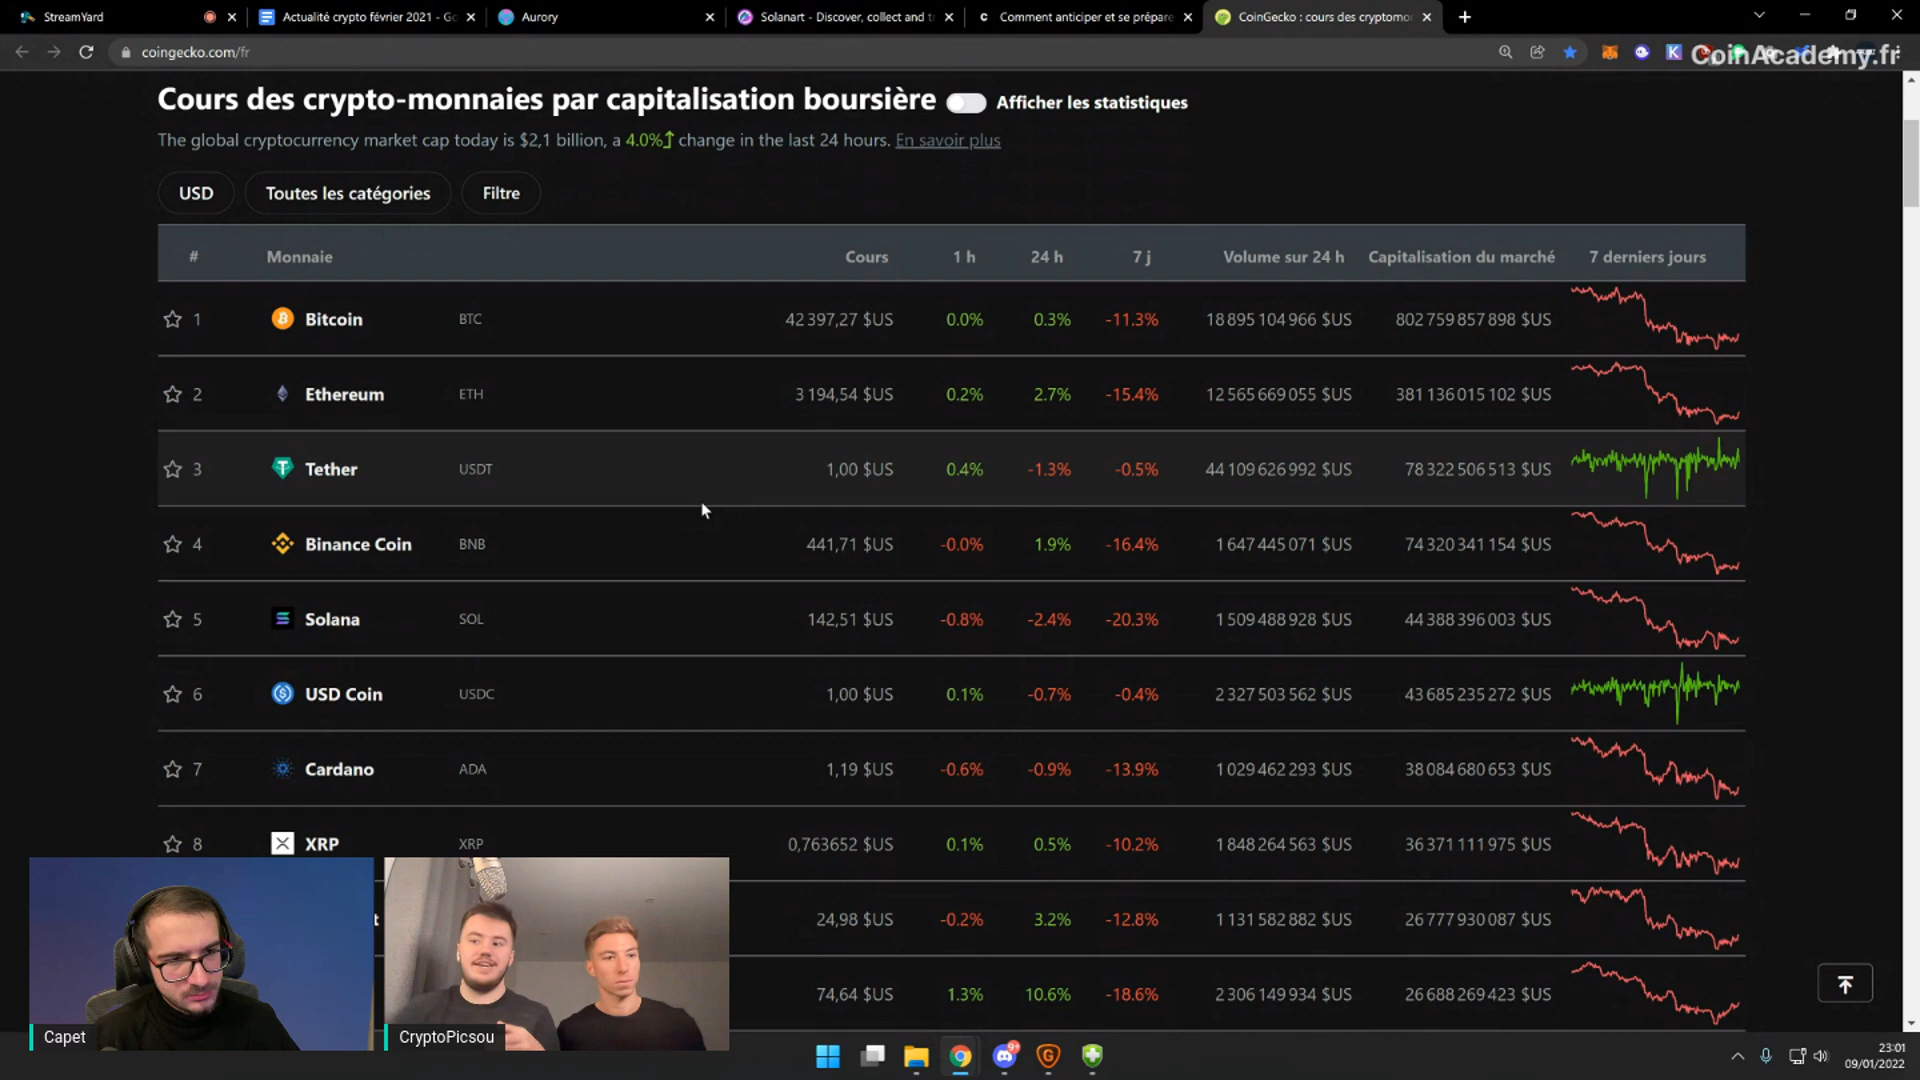 StreamYard
Actualité crypto février 2021 - Go
Aurory
Solanart - Discover, collect and tr
Comment anticiper et se prépare
CoinGecko : cours des cryptomo
coingecko.com/fr
CoinAcademy.fr
Cours des crypto-monnaies par capitalisation boursière
Afficher les statistiques
The global cryptocurrency market cap today is $2,1 billion, a 4.0% change in the last 24 hours. En savoir plus
USD Toutes les catégories Filtre
# Monnaie Cours 1 h 24 h 7 j Volume sur 24 h Capitalisation du marché 7 derniers jours
1 Bitcoin BTC 42 397,27 $US 0.0% 0.3% -11.3% 18 895 104 966 $US 802 759 857 898 $US
2 Ethereum ETH 3 194,54 $US 0.2% 2.7% -15.4% 12 565 669 055 $US 381 136 015 102 $US
3 Tether USDT 1,00 $US 0.4% -1.3% -0.5% 44 109 626 992 $US 78 322 506 513 $US
4 Binance Coin BNB 441,71 $US -0.0% 1.9% -16.4% 1 647 445 071 $US 74 320 341 154 $US
5 Solana SOL 142,51 $US -0.8% -2.4% -20.3% 1 509 488 928 $US 44 388 396 003 $US
6 USD Coin USDC 1,00 $US 0.1% -0.7% -0.4% 2 327 503 562 $US 43 685 235 272 $US
7 Cardano ADA 1,19 $US -0.6% -0.9% -13.9% 1 029 462 293 $US 38 084 680 653 $US
8 XRP XRP 0,763652 $US 0.1% 0.5% -10.2% 1 848 264 563 $US 36 371 111 975 $US
t 24,98 $US -0.2% 3.2% -12.8% 1 131 582 882 $US 26 777 930 087 $US
74,64 $US 1.3% 10.6% -18.6% 2 306 149 934 $US 26 688 269 423 $US
Capet
CryptoPicsou
9+
23:01
09/01/2022